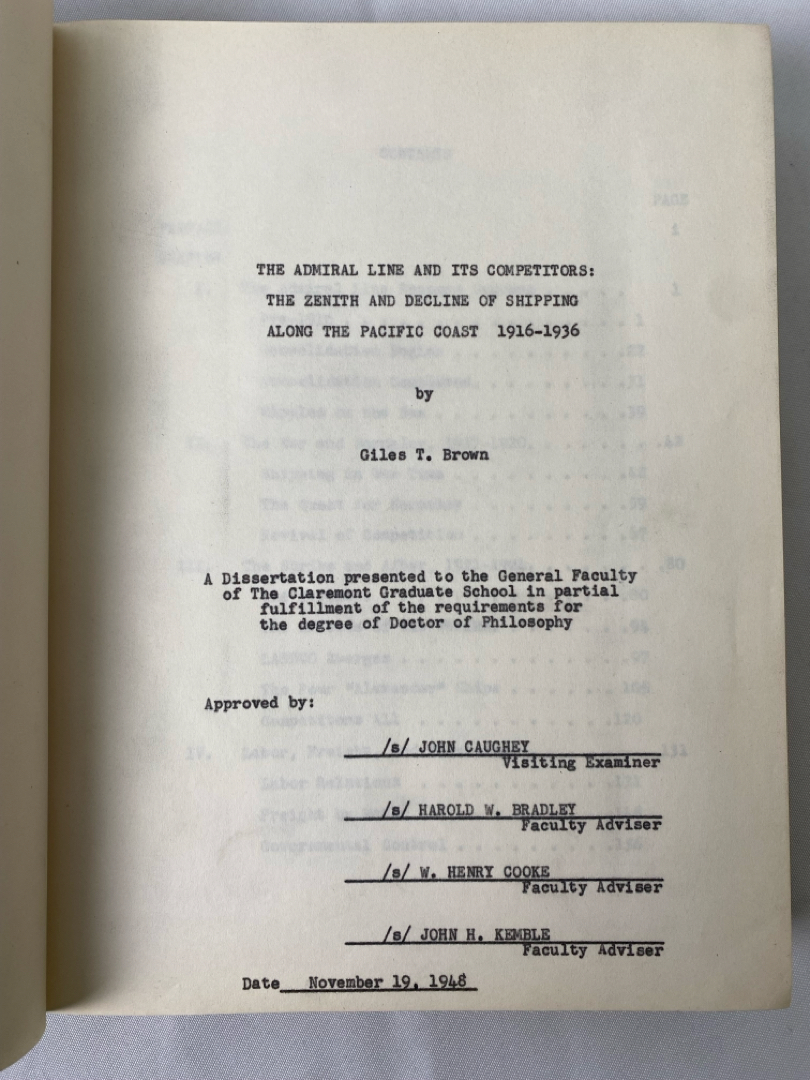 THE ADMIRAL LINE AND ITS COMPETITORS:
THE ZENITH AND DECLINE OF SHIPPING
ALONG THE PACIFIC COAST 1916-1936
by
Giles T. Brown
A Dissertation presented to the General Faculty
of The Claremont Graduate School in partial
fulfillment of the requirements for
the degree of Doctor of Philosophy
Approved by:
/s/ JOHN CAUGHEY
Visiting Examiner
/s/ HAROLD W. BRADLEY
Faculty Adviser
/s/ W. HENRY COOKE
Faculty Adviser
/s/ JOHN H. KEMBLE
Faculty Adviser
Date November 19, 1948